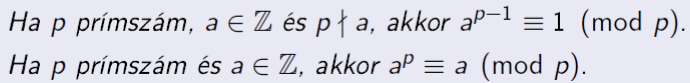 Ha p prímszám, a ∈ ℤ és p ∤ a, akkor a^{p−1} ≡ 1 (mod p).
Ha p prímszám és a ∈ ℤ, akkor a^p ≡ a (mod p).